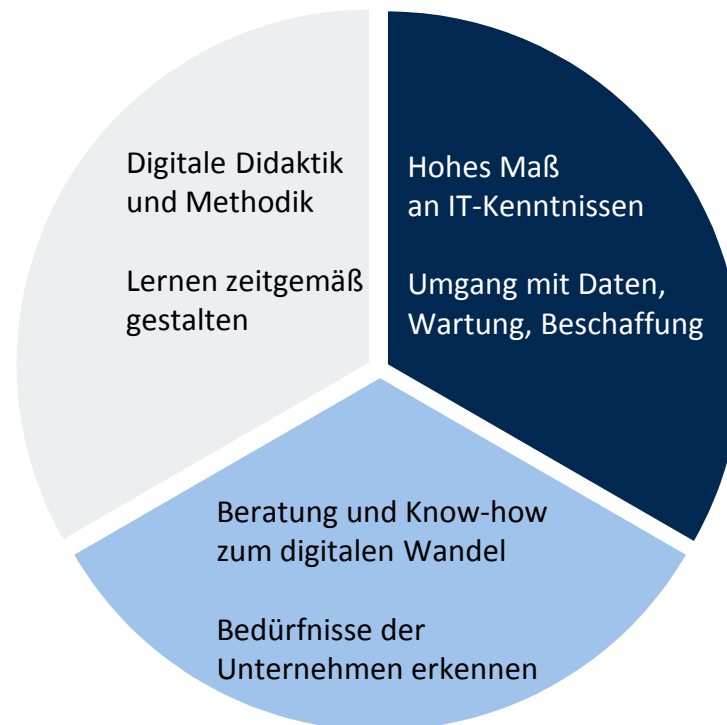 Digitale Didaktik
und Methodik
Lernen zeitgemäß
gestalten
Hohes Maß
an IT-Kenntnissen
Umgang mit Daten,
Wartung, Beschaffung
Beratung und Know-how
zum digitalen Wandel
Bedürfnisse der
Unternehmen erkennen